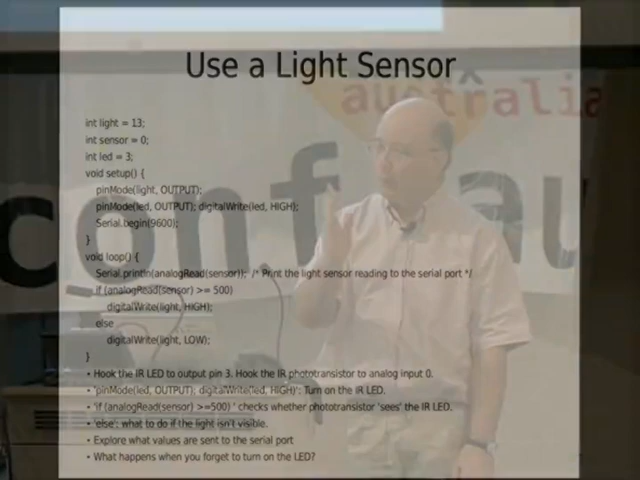 Use a Light Sensor
australia
conf.au
int light = 13;
int sensor = 0;
int led = 3;
void setup() {
pinMode(light, OUTPUT);
pinMode(led, OUTPUT); digitalWrite(led, HIGH);
Serial.begin(9600);
}
void loop() {
Serial.println(analogRead(sensor)); /* Print the light sensor reading to the serial port */
if (analogRead(sensor) >= 500)
digitalWrite(light, HIGH);
else
digitalWrite(light, LOW);
}
• Hook the IR LED to output pin 3. Hook the IR phototransistor to analog input 0.
• 'pinMode(led, OUTPUT); digitalWrite(led, HIGH)': Turn on the IR LED.
• 'if (analogRead(sensor) >=500) ' checks whether phototransistor 'sees' the IR LED.
• 'else': what to do if the light isn't visible.
• Explore what values are sent to the serial port
• What happens when you forget to turn on the LED?